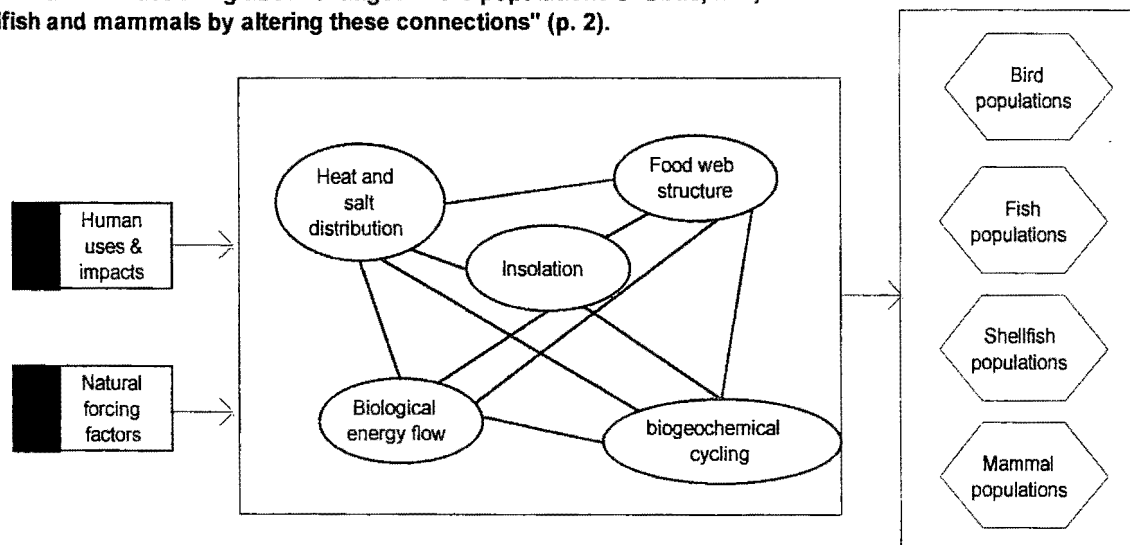 lfish and mammals by altering these connections" (p. 2).
Human
uses &
impacts
Natural
forcing
factors
Heat and
salt
distribution
Food web
structure
Insolation
Biological
energy flow
biogeochemical
cycling
Bird
populations
Fish
populations
Shellfish
populations
Mammal
populations